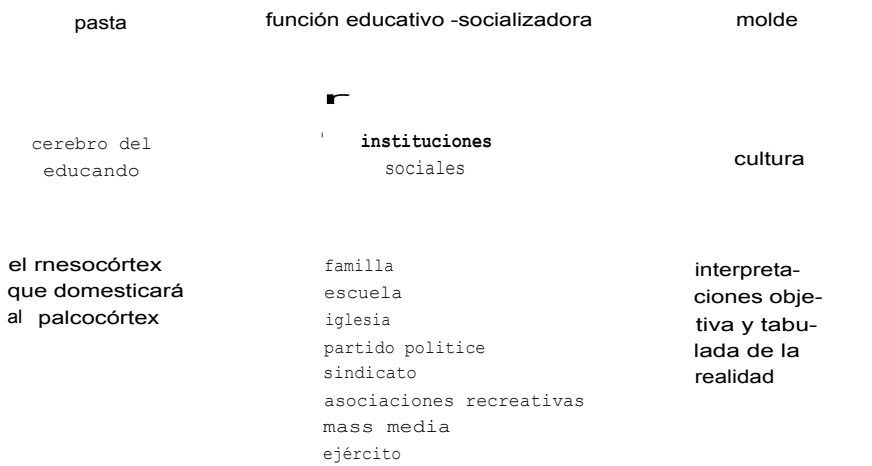 pasta
función educativo -socializadora
molde
cerebro del
educando
instituciones
sociales
cultura
el rnesocórtex
que domesticará
al palcocórtex
familla
escuela
iglesia
partido politice
sindicato
asociaciones recreativas
mass media
ejército
interpreta-
ciones obje-
tiva y tabu-
lada de la
realidad